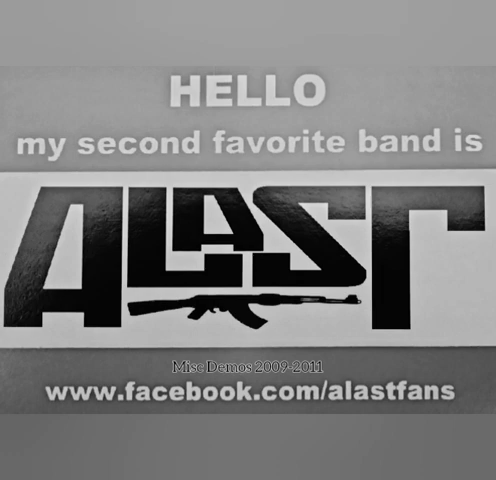 HELLO
my second favorite band is
ALAST
Misc Demos 2009-2011
www.facebook.com/alastfans